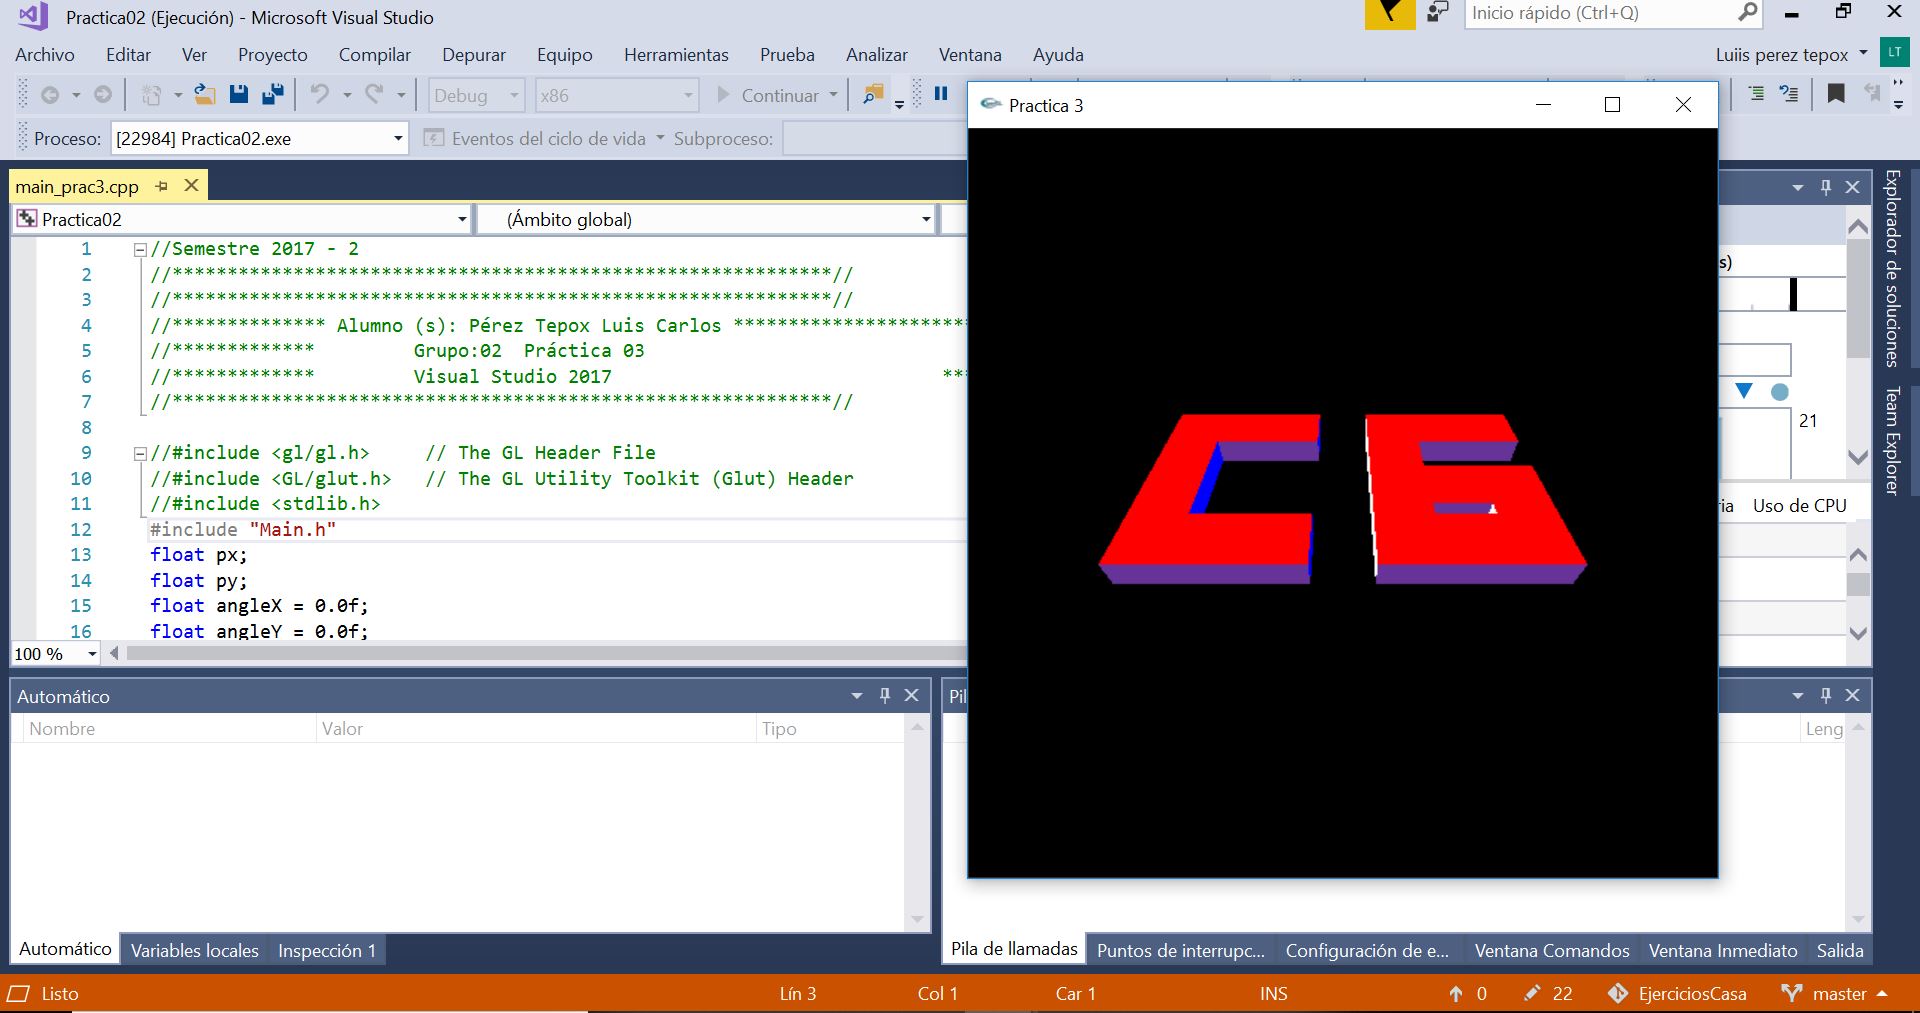 Practica02 (Ejecución) - Microsoft Visual Studio
Inicio rápido (Ctrl+Q)
Archivo Editar Ver Proyecto Compilar Depurar Equipo Herramientas Prueba Analizar Ventana Ayuda
Luiis perez tepox LT
Debug x86 Continuar
Proceso: [22984] Practica02.exe Eventos del ciclo de vida Subproceso:
Practica 3
main_prac3.cpp
Practica02 (Ámbito global)
1 //Semestre 2017 - 2
2 //************************************************************//
3 //************************************************************//
4 //************** Alumno (s): Pérez Tepox Luis Carlos **********************
5 //************* Grupo:02 Práctica 03
6 //************* Visual Studio 2017 ***
7 //************************************************************//
8
9 //#include <gl/gl.h> // The GL Header File
10 //#include <GL/glut.h> // The GL Utility Toolkit (Glut) Header
11 //#include <stdlib.h>
12 #include "Main.h"
13 float px;
14 float py;
15 float angleX = 0.0f;
16 float angleY = 0.0f;
100 %
C6
s)
21
ria Uso de CPU
Explorador de soluciones
Team Explorer
Automático
Nombre Valor Tipo
Pil
Leng
Automático Variables locales Inspección 1
Pila de llamadas Puntos de interrupc... Configuración de e... Ventana Comandos Ventana Inmediato Salida
Listo Lín 3 Col 1 Car 1 INS 0 22 EjerciciosCasa master